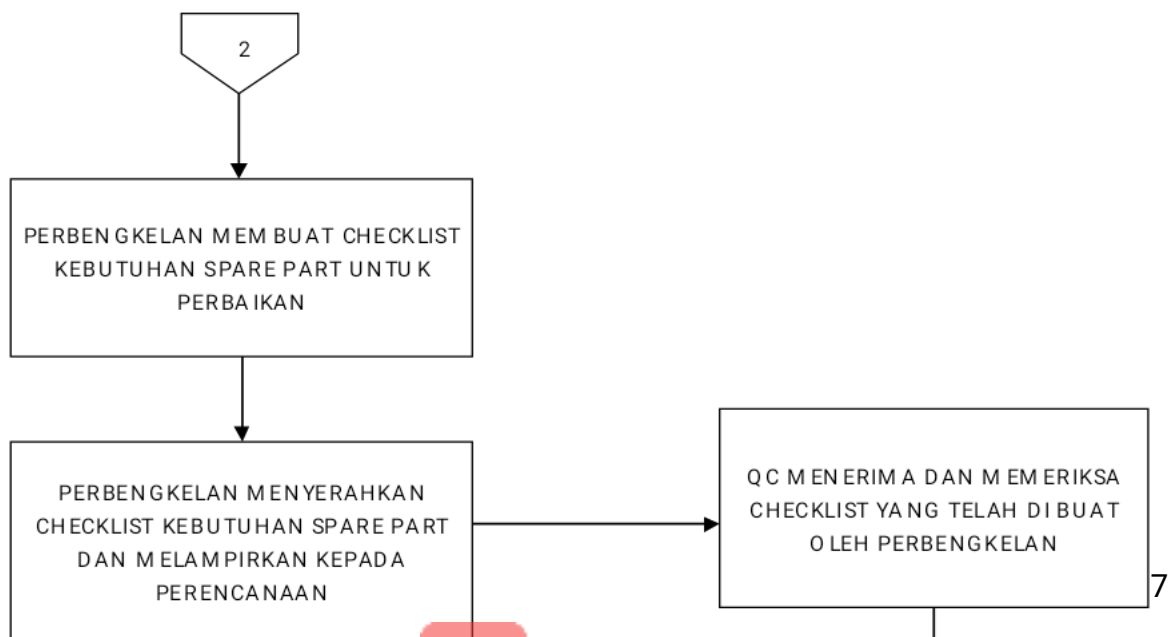 2
PERBENGKELAN MEMBUAT CHECKLIST
KEBUTUHAN SPARE PART UNTUK
PERBAIKAN
PERBENGKELAN MENYERAHKAN
CHECKLIST KEBUTUHAN SPARE PART
DAN MELAMPIRKAN KEPADA
PERENCANAAN
QC MENERIMA DAN MEMERIKSA
CHECKLIST YANG TELAH DIBUAT
OLEH PERBENGKELAN
7